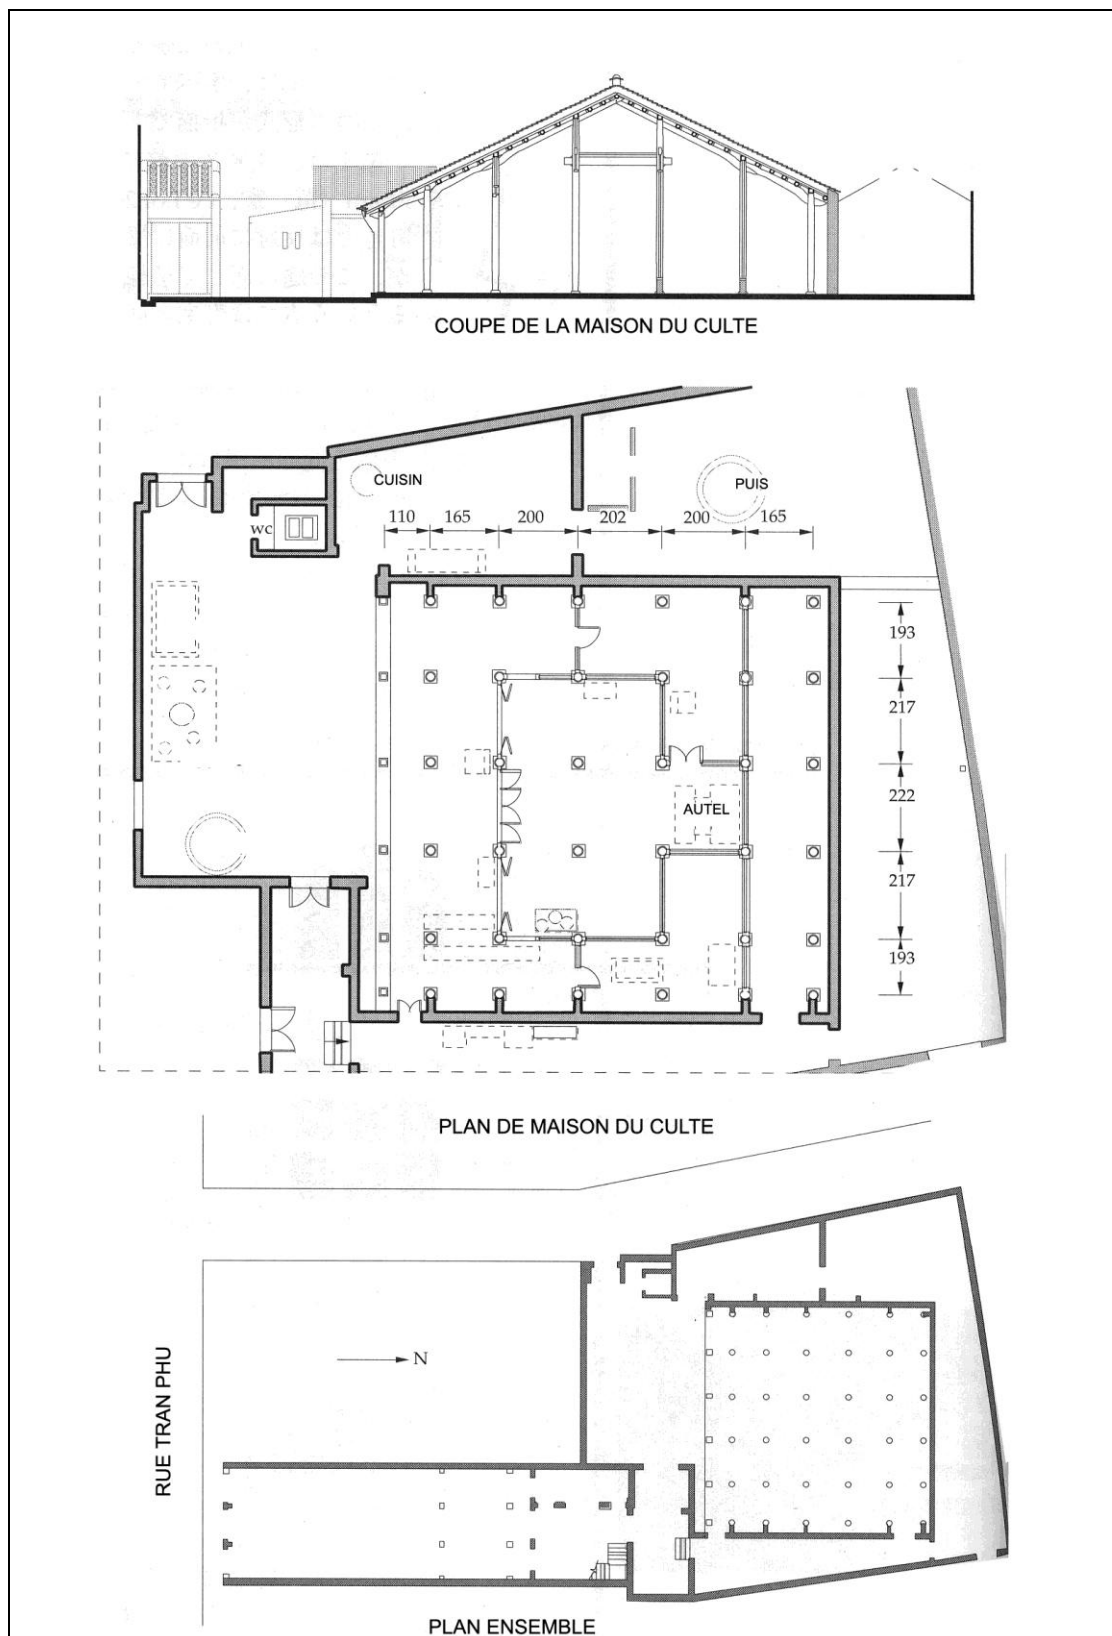 COUPE DE LA MAISON DU CULTE
CUISIN
PUIS
WC
110 165 200 202 200 165
193
217
222
AUTEL
217
193
PLAN DE MAISON DU CULTE
N
RUE TRAN PHU
PLAN ENSEMBLE